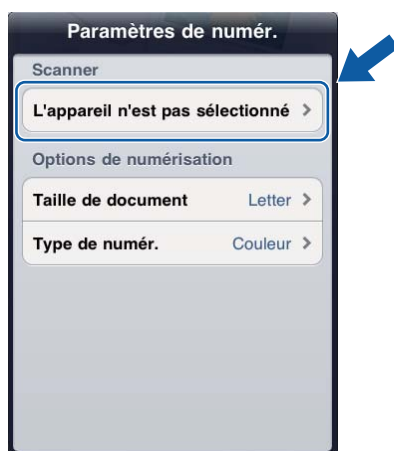 Paramètres de numér.
Scanner
L'appareil n'est pas sélectionné
Options de numérisation
Taille de document Letter
Type de numér. Couleur